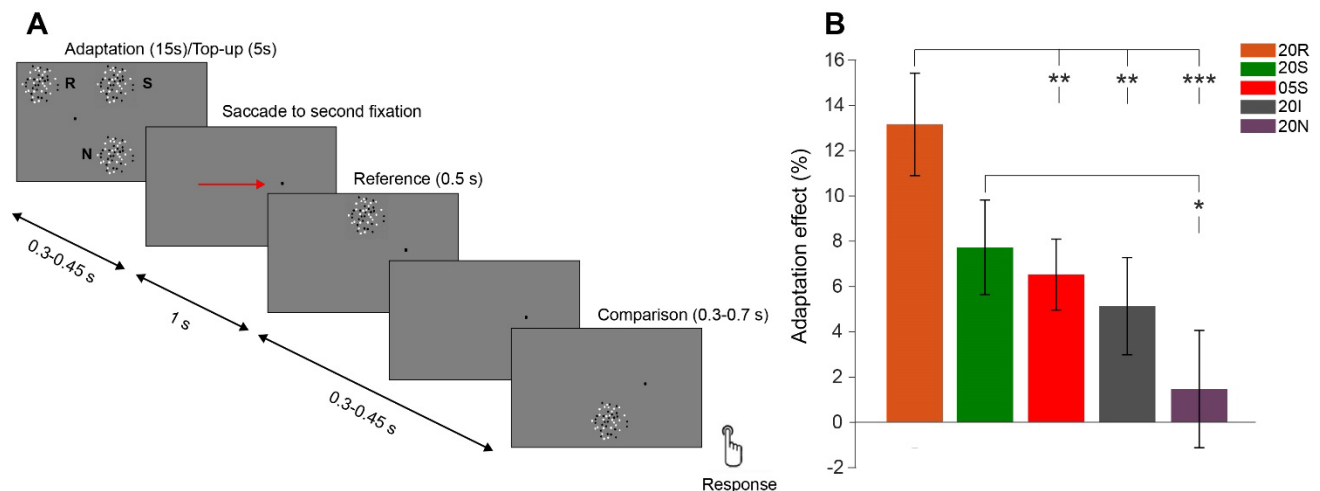 A
Adaptation (15s)/Top-up (5s)
R
S
N
Saccade to second fixation
Reference (0.5 s)
Comparison (0.3-0.7 s)
0.3-0.45 s
1 s
0.3-0.45 s
Response
B
Adaptation effect (%)
16
14
12
10
8
6
4
2
0
-2
** ** ***
*
20R
20S
05S
20I
20N